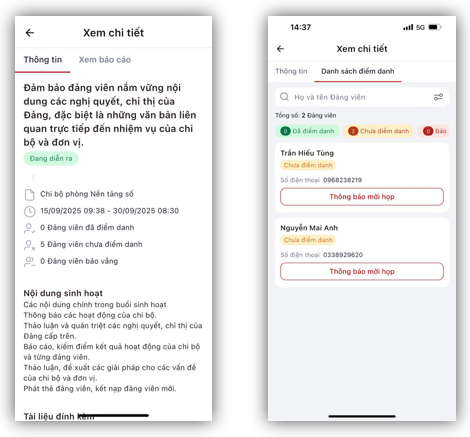 Xem chi tiết
Thông tin
Xem báo cáo
Đảm bảo đảng viên nắm vững nội
dung các nghị quyết, chỉ thị của
Đảng, đặc biệt là những văn bản liên
quan trực tiếp đến nhiệm vụ của chi
bộ và đơn vị.
Đang diễn ra
:
Chi bộ phòng Nền tảng số
15/09/2025 09:38 - 30/09/2025 08:30
0 Đảng viên đã điểm danh
5 Đảng viên chưa điểm danh
0 Đảng viên báo vắng
Nội dung sinh hoạt
Các nội dung chính trong buổi sinh hoạt
Thông báo các hoạt động của chi bộ.
Thảo luận và quán triệt các nghị quyết, chỉ thị của
Đảng cấp trên.
Báo cáo, kiểm điểm kết quả hoạt động của chi bộ
và từng đảng viên.
Thảo luận, đề xuất các giải pháp cho các vấn đề
của chi bộ và đơn vị.
Phát thẻ đảng viên, kết nạp đảng viên mới.
Tài liệu đính kèm
14:37
5G
Xem chi tiết
Thông tin
Danh sách điểm danh
Họ và tên Đảng viên
Tổng số: 2 Đảng viên
0 Đã điểm danh
2 Chưa điểm danh
0 Báo
Trần Hiếu Tùng
Chưa điểm danh
Số điện thoại 0968238219
Thông báo mời họp
Nguyễn Mai Anh
Chưa điểm danh
Số điện thoại 0338929620
Thông báo mời họp